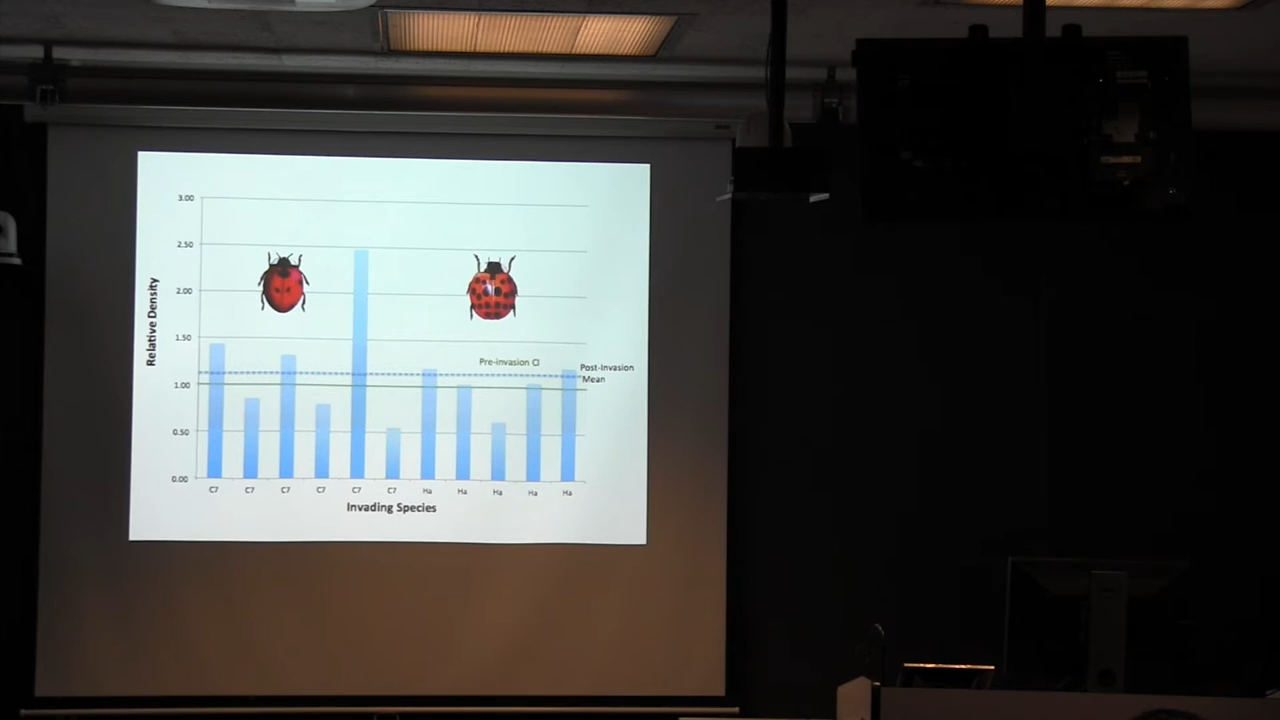 3.00
2.50
2.00
1.50
1.00
0.50
0.00
Relative Density
Pre-invasion CI
Post-Invasion
Mean
C7 C7 C7 C7 C7 C7 Ha Ha Ha Ha Ha
Invading Species